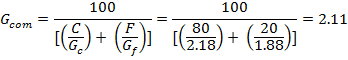 G_com = 100 / [(C/G_c) + (F/G_f)] = 100 / [(80/2.18) + (20/1.88)] = 2.11